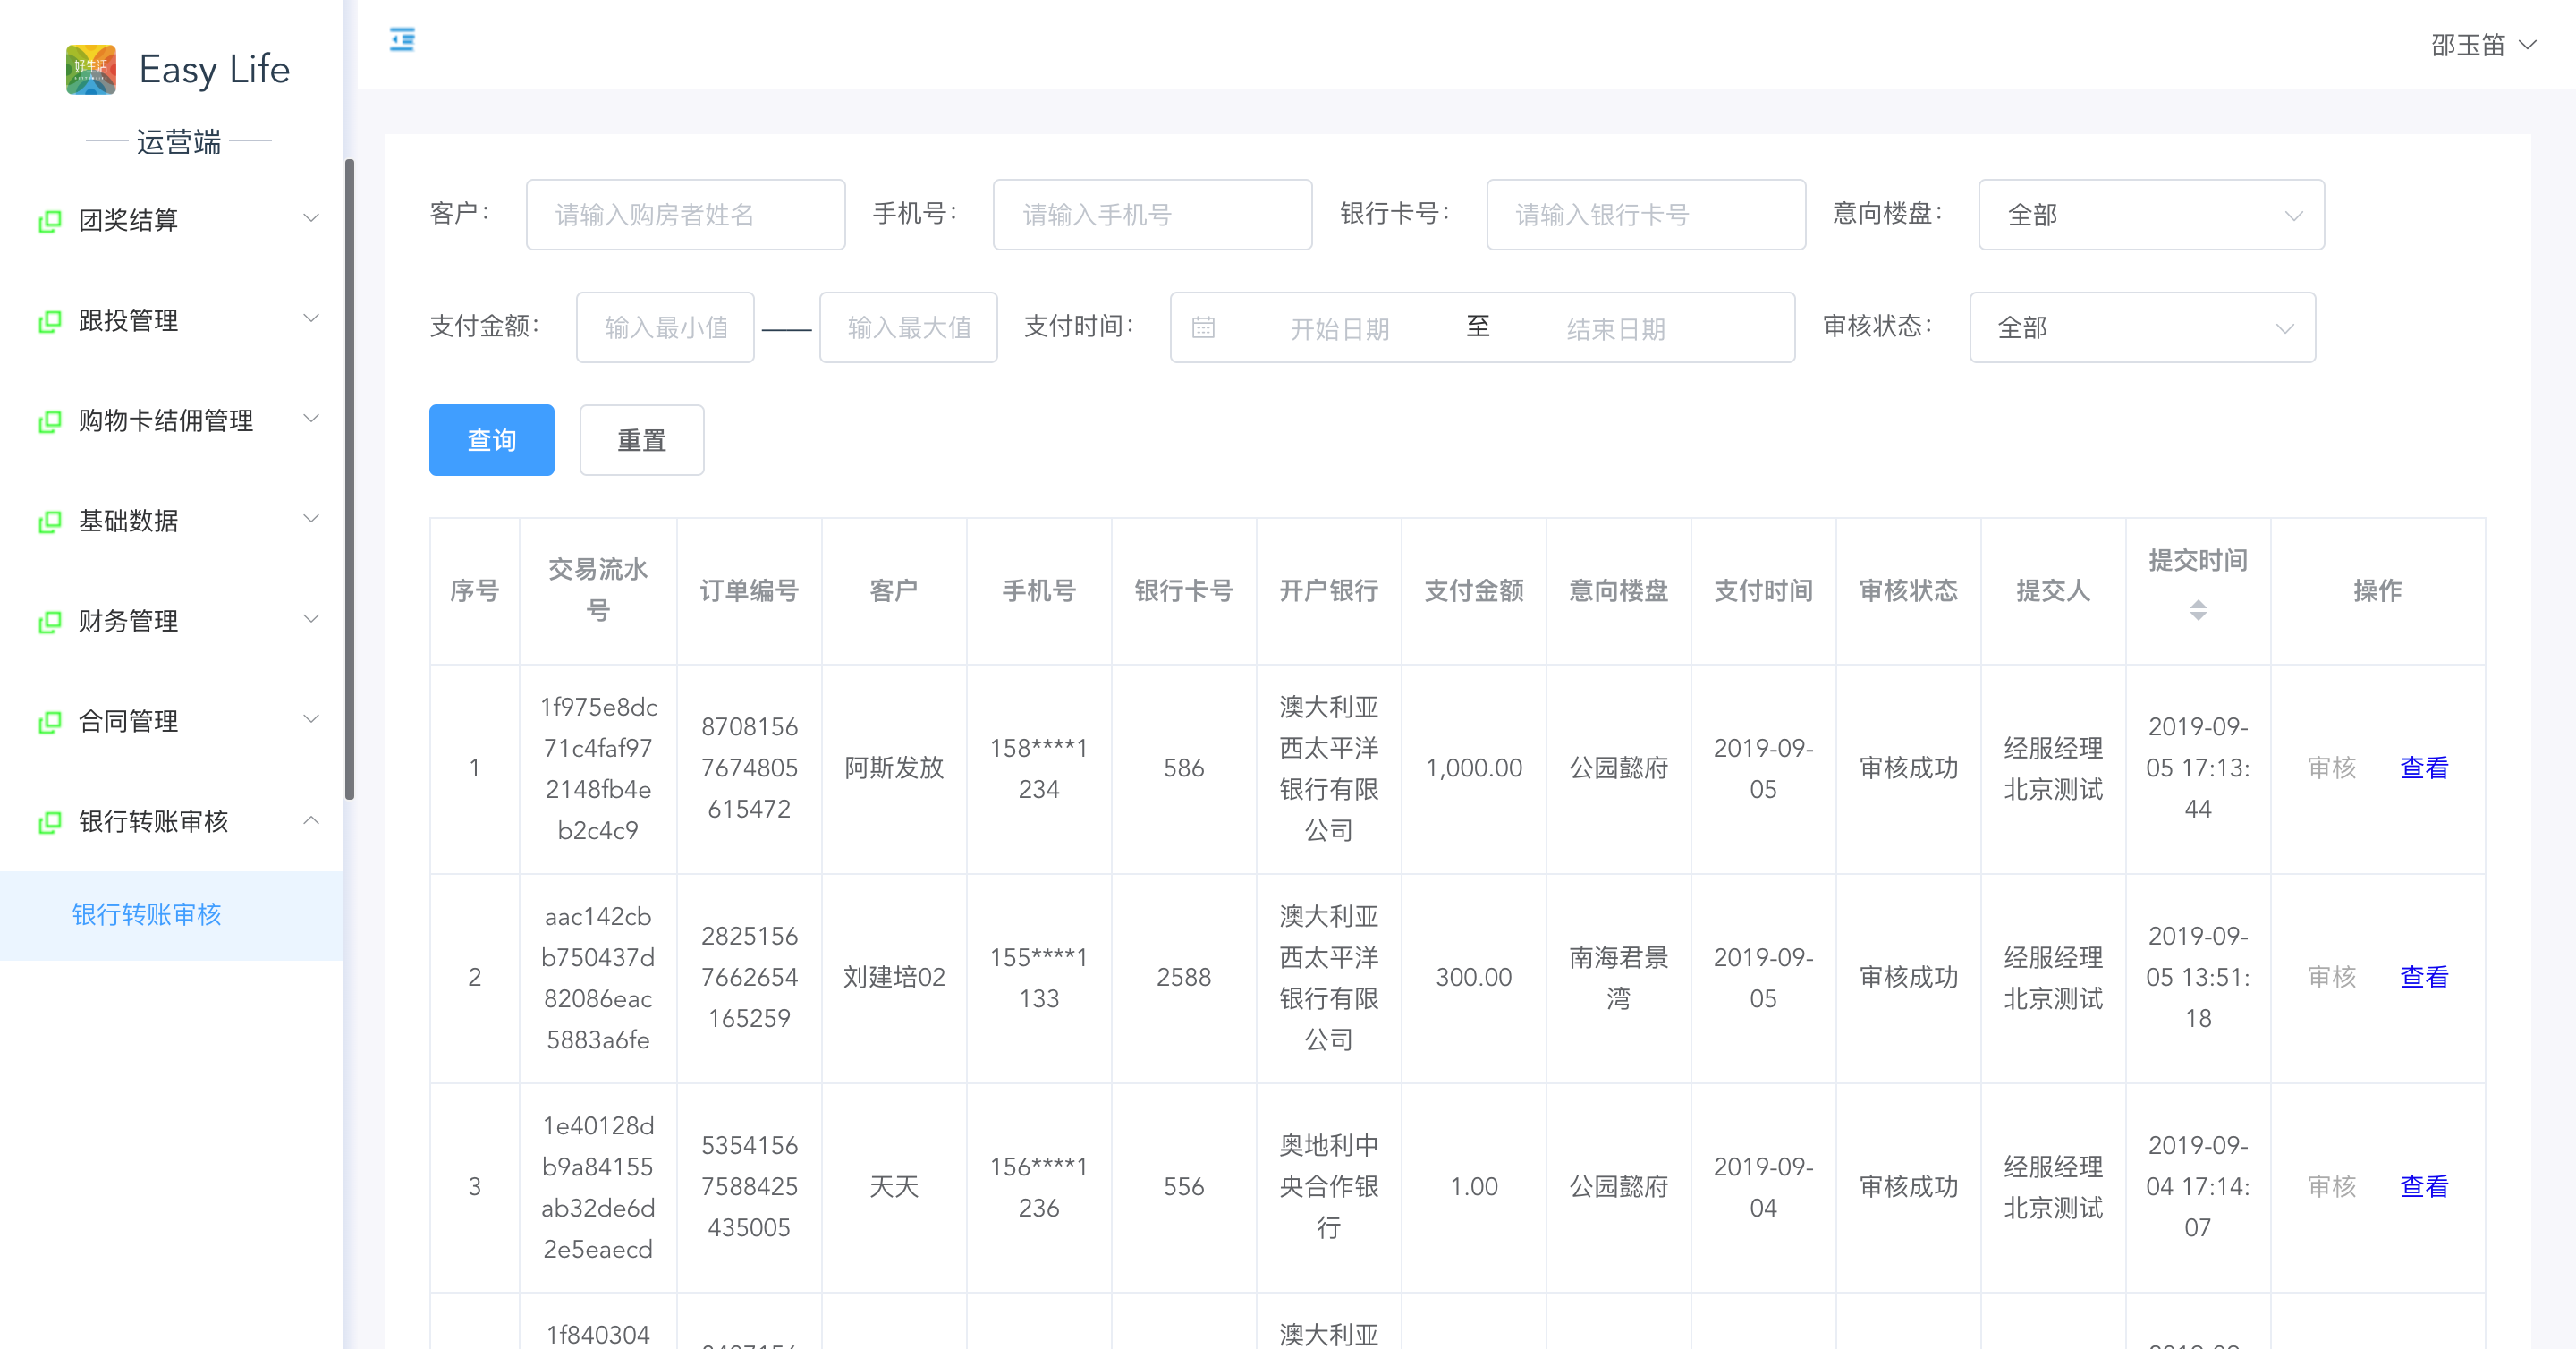 好生活
Easy Life
运营端
邵玉笛
团奖结算
跟投管理
购物卡结佣管理
基础数据
财务管理
合同管理
银行转账审核
银行转账审核
客户： 请输入购房者姓名 手机号： 请输入手机号 银行卡号： 请输入银行卡号 意向楼盘： 全部
支付金额： 输入最小值 —— 输入最大值 支付时间： 开始日期 至 结束日期 审核状态： 全部
查询 重置
序号 交易流水号 订单编号 客户 手机号 银行卡号 开户银行 支付金额 意向楼盘 支付时间 审核状态 提交人 提交时间 操作
1 1f975e8dc71c4faf972148fb4eb2c4c9 87081567674805615472 阿斯发放 158****1234 586 澳大利亚西太平洋银行有限公司 1,000.00 公园懿府 2019-09-05 审核成功 经服经理北京测试 2019-09-05 17:13:44 审核 查看
2 aac142cbb750437d82086eac5883a6fe 28251567662654165259 刘建培02 155****1133 2588 澳大利亚西太平洋银行有限公司 300.00 南海君景湾 2019-09-05 审核成功 经服经理北京测试 2019-09-05 13:51:18 审核 查看
3 1e40128db9a84155ab32de6d2e5eaecd 53541567588425435005 天天 156****1236 556 奥地利中央合作银行 1.00 公园懿府 2019-09-04 审核成功 经服经理北京测试 2019-09-04 17:14:07 审核 查看
1f840304 澳大利亚